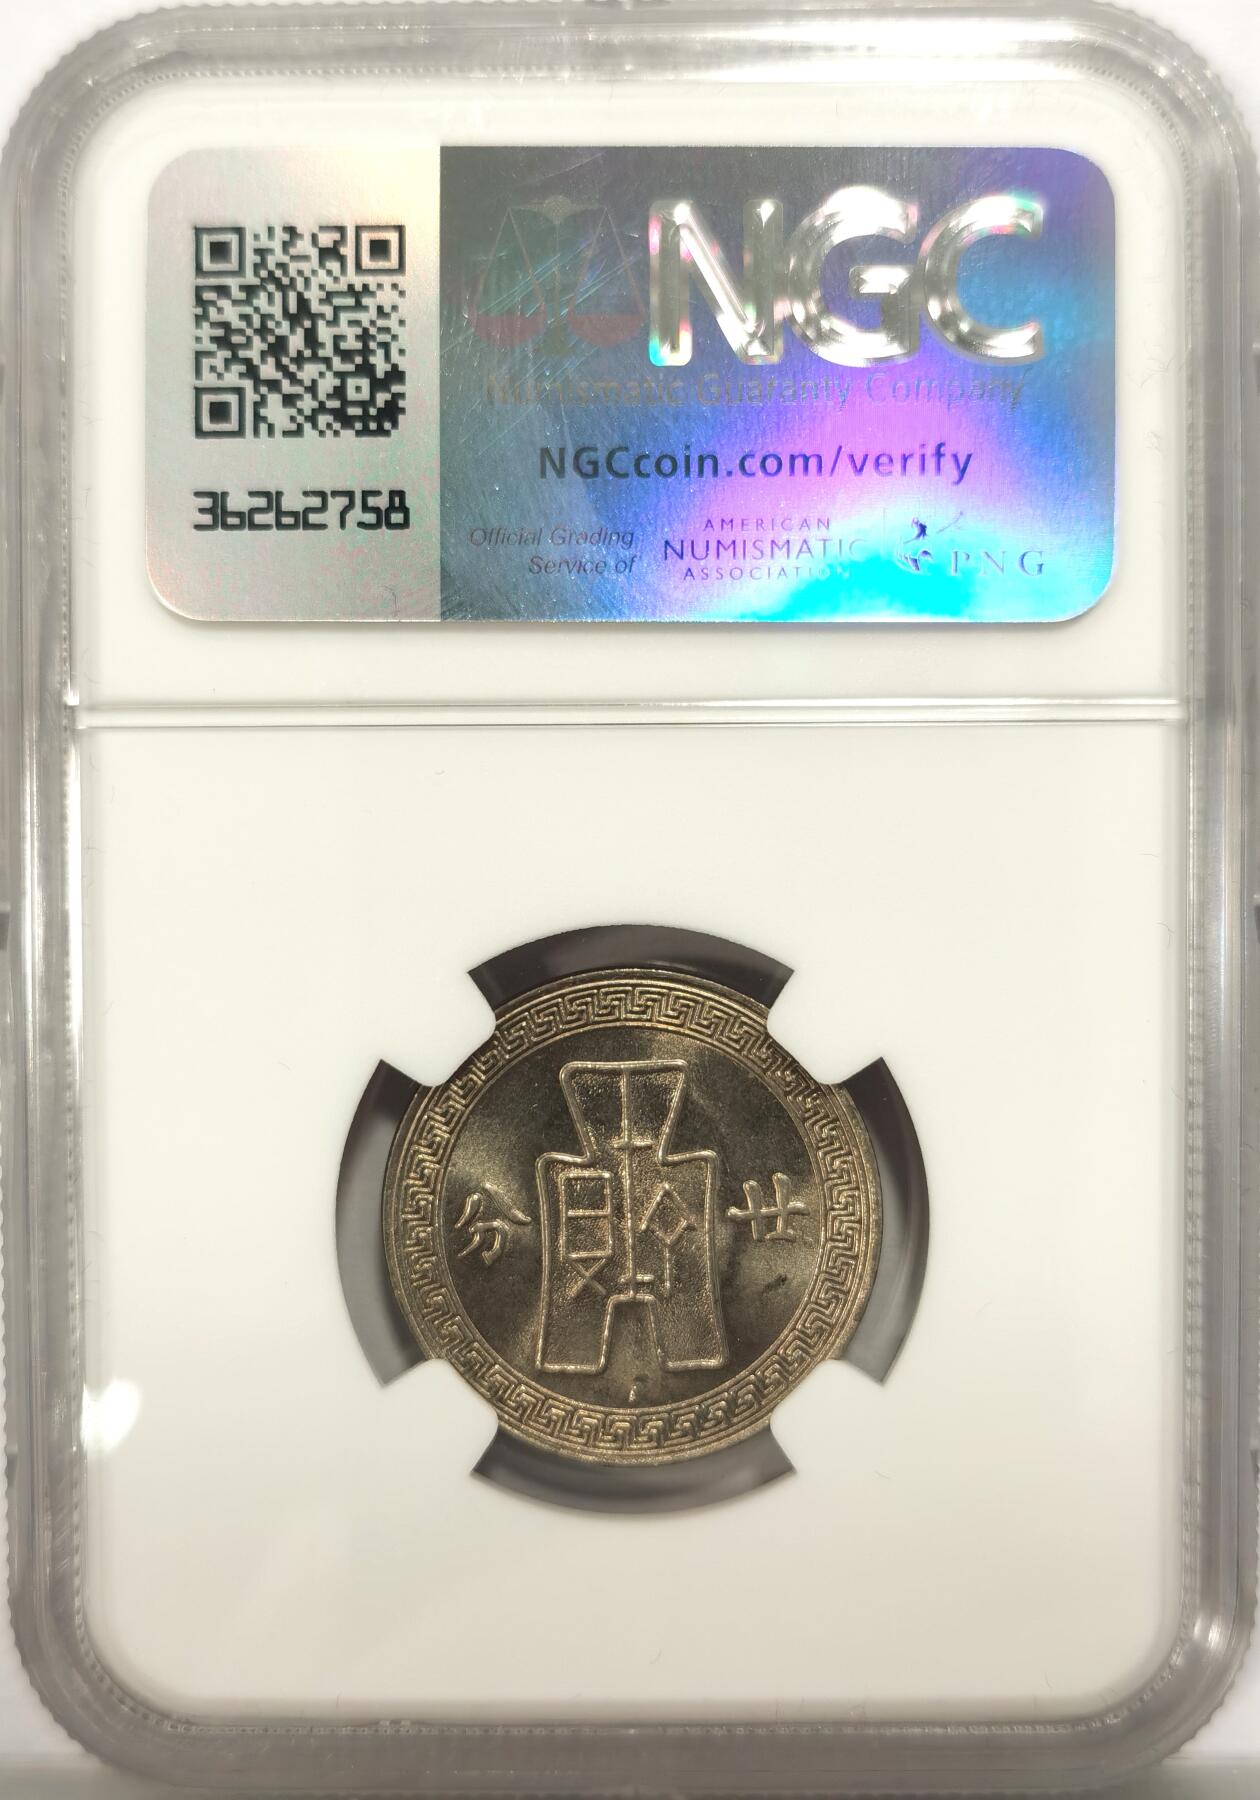 NGC
Numismatic Guaranty Company
NGCcoin.com/verify
36262758
Official Grading
Service of
AMERICAN
NUMISMATIC
ASSOCIATION
PNG
分 廿